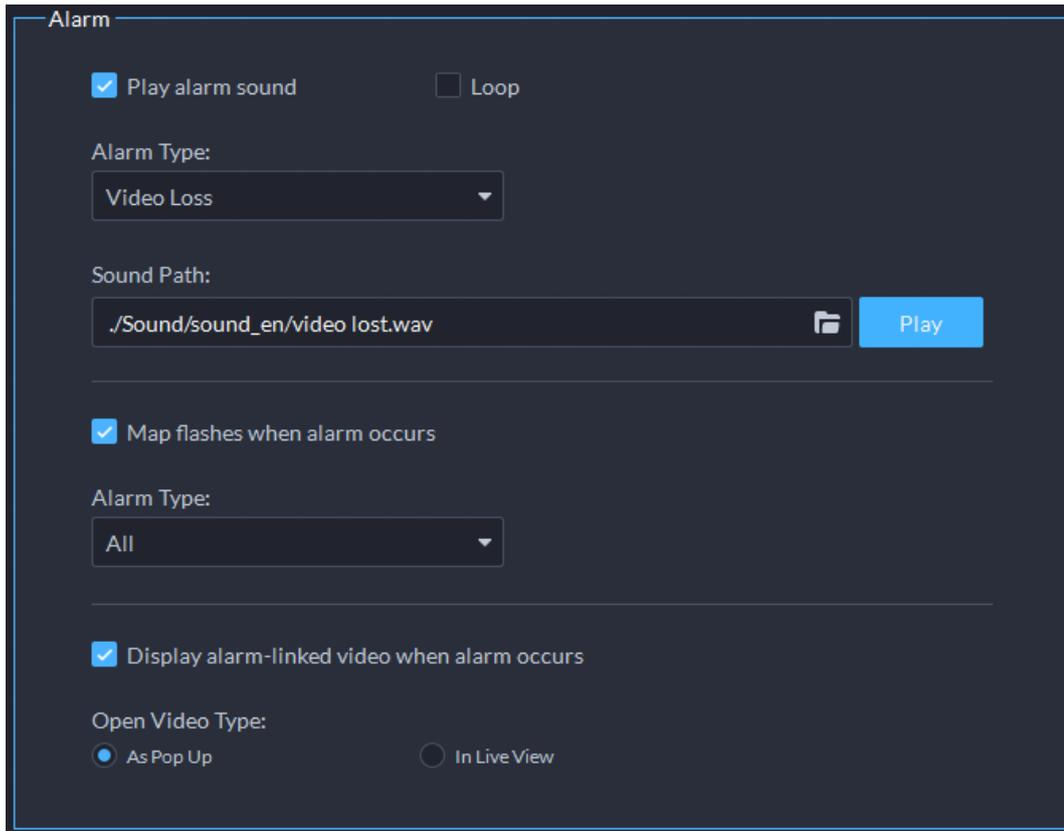 Alarm
Play alarm sound Loop
Alarm Type:
Video Loss
Sound Path:
./Sound/sound_en/video lost.wav Play
Map flashes when alarm occurs
Alarm Type:
All
Display alarm-linked video when alarm occurs
Open Video Type:
As Pop Up In Live View